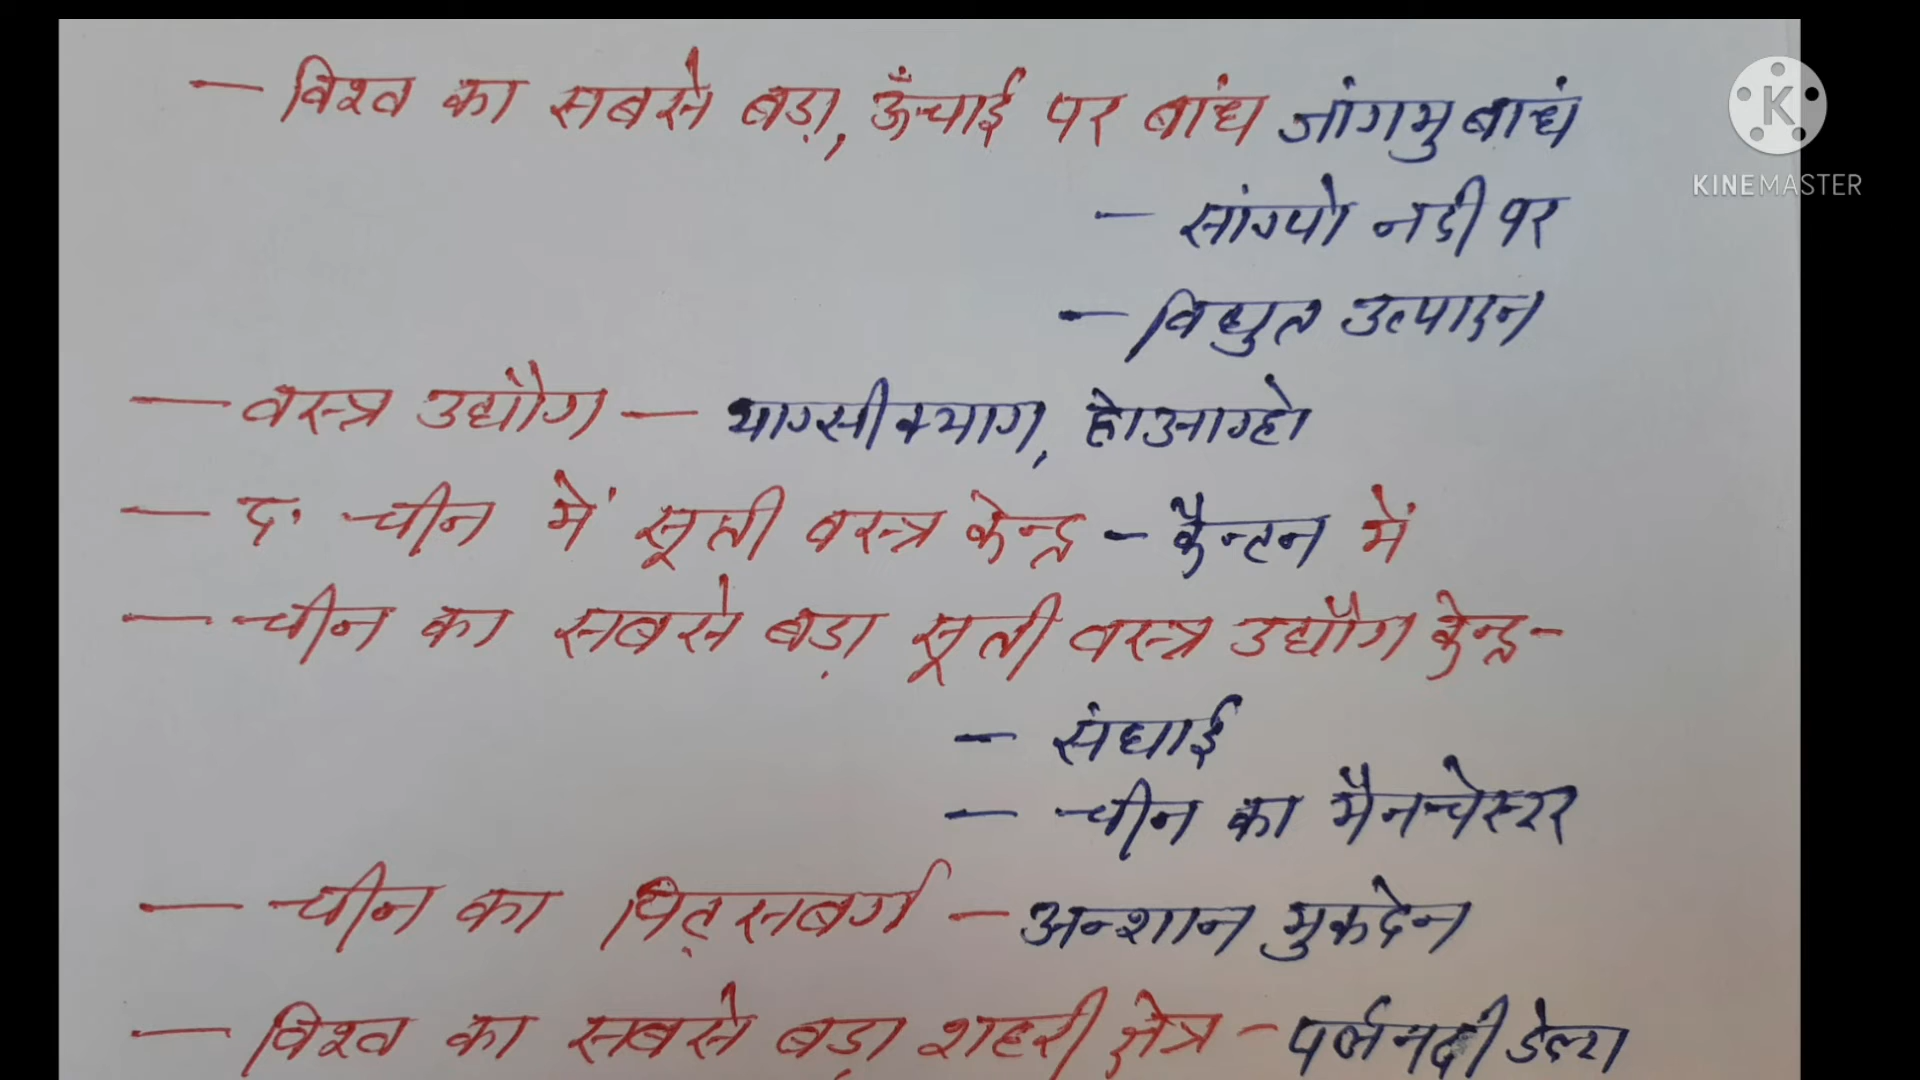 — विश्व का सबसे बड़ा, ऊँचाई पर बांध जांगमु बाधं
K
KINEMASTER
— सांग्पो नदी पर
— विद्युत उत्पादन
— वस्त्र उद्यौग — याग्सीक्याग, होआग्हो
— द. चीन में सूती वस्त्र केन्द्र – कैन्टन में
— चीन का सबसे बड़ा सूती वस्त्र उद्यौग केन्द्र –
— संघाई
— चीन का मैनचेस्टर
— चीन का पिट्सबर्ग — अन्शान मुकदेन
— विश्व का सबसे बड़ा शहरी क्षेत्र – पर्ल नदी डेल्टा